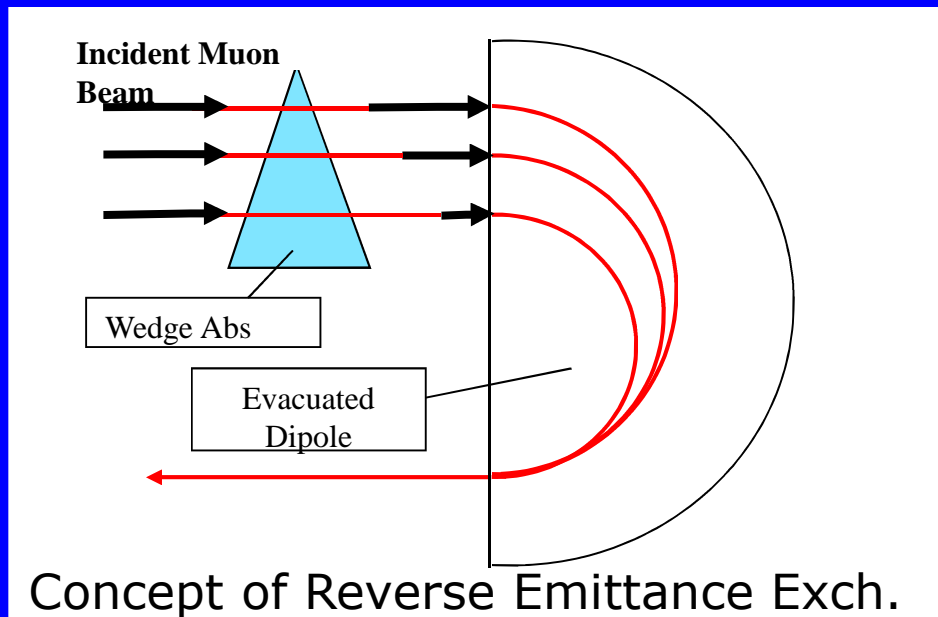 Incident Muon
Beam
Wedge Abs
Evacuated
Dipole
Concept of Reverse Emittance Exch.